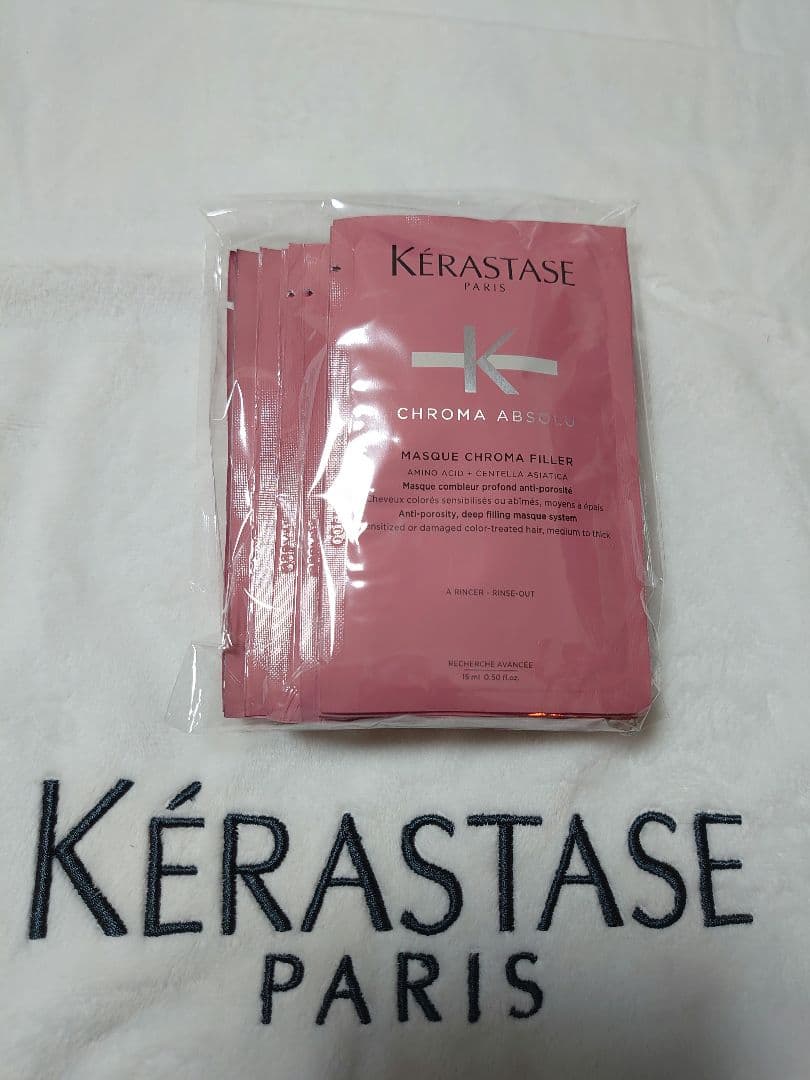 KÉRASTASE
PARIS
K
CHROMA ABSOLU
MASQUE CHROMA FILLER
AMINO ACID + CENTELLA ASIATICA
Masque combleur profond anti-porosité
Cheveux colorés sensibilisés ou abîmés, moyens à épais
Anti-porosity, deep filling masque system
Sensitized or damaged color-treated hair, medium to thick
À RINCER - RINSE-OUT
RECHERCHE AVANCÉE
15 ml 0.50 fl.oz.
KÉRASTASE
PARIS